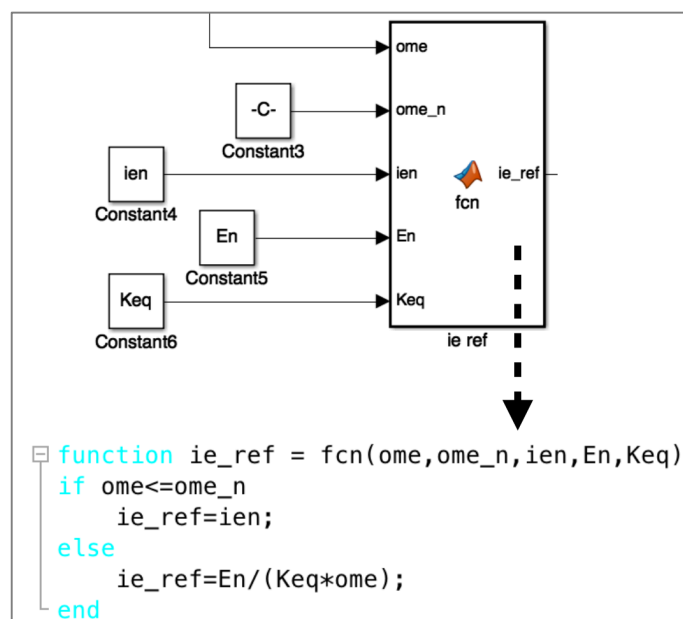 ome
-C-
ome_n
Constant3
ien
ien
ie_ref
fcn
Constant4
En
En
Constant5
Keq
Keq
Constant6
ie ref
function ie_ref = fcn(ome,ome_n,ien,En,Keq)
if ome<=ome_n
ie_ref=ien;
else
ie_ref=En/(Keq*ome);
end